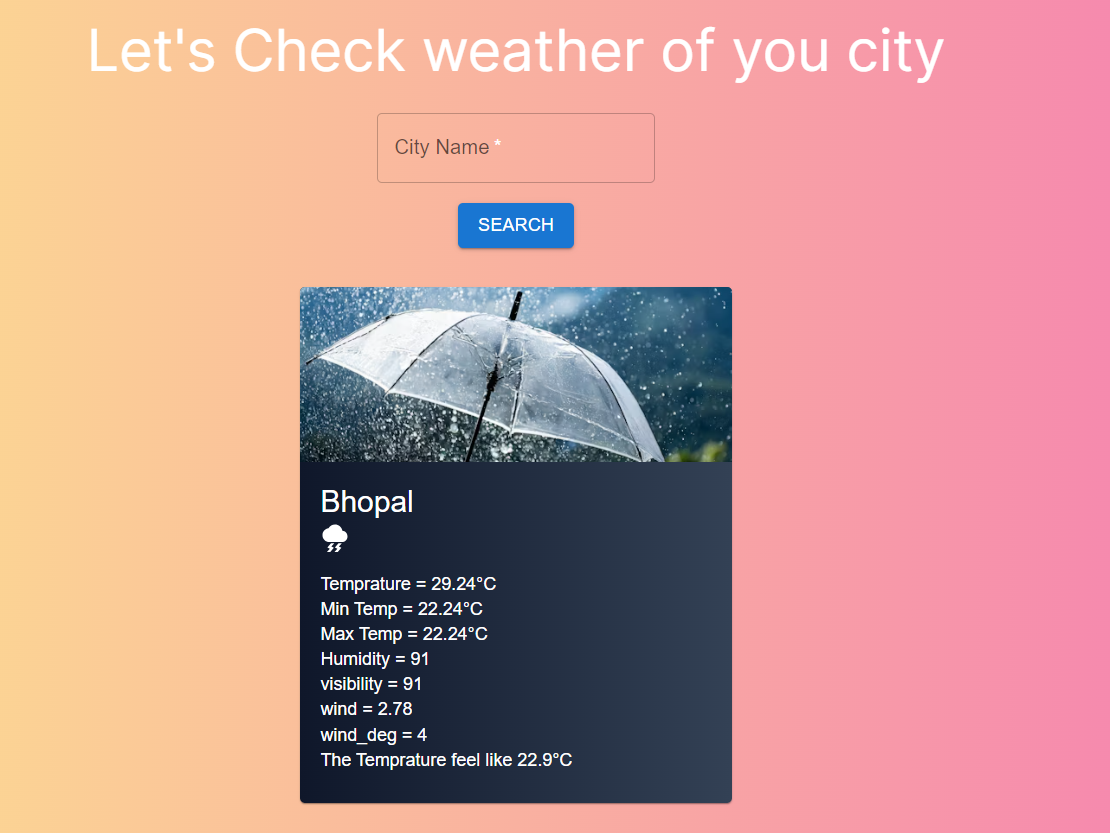 Let's Check weather of you city
City Name *
SEARCH
Bhopal
Temprature = 29.24°C
Min Temp = 22.24°C
Max Temp = 22.24°C
Humidity = 91
visibility = 91
wind = 2.78
wind_deg = 4
The Temprature feel like 22.9°C